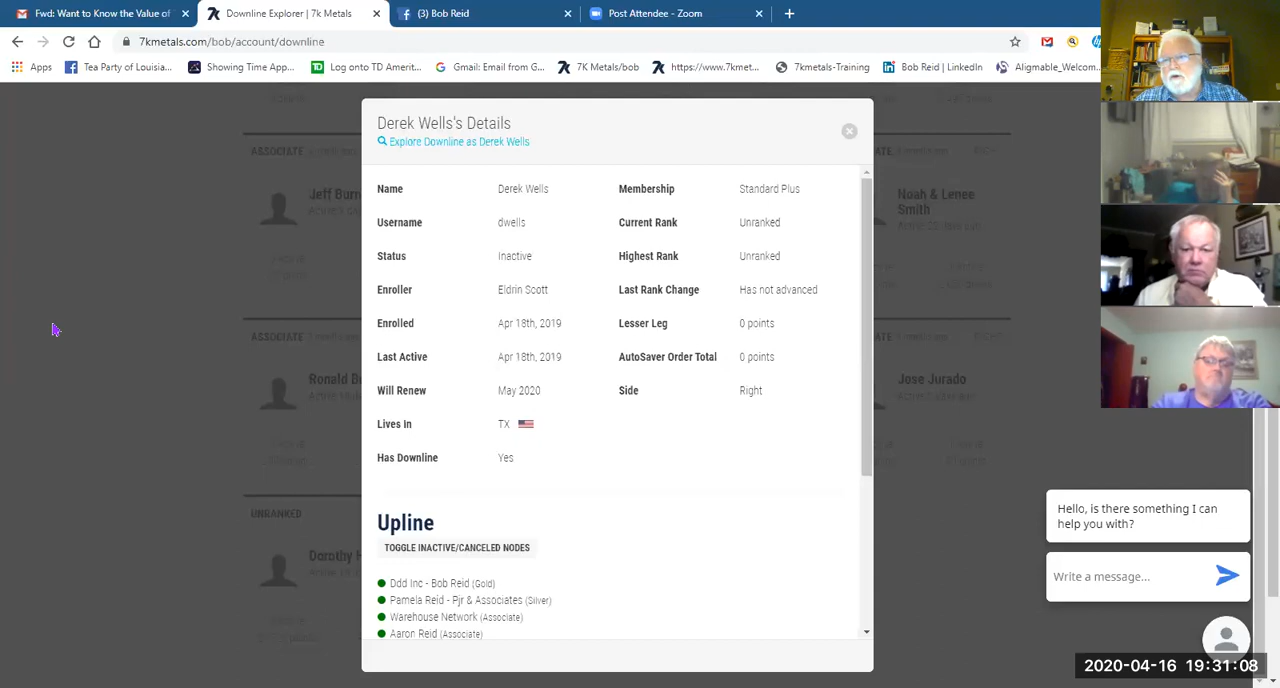 Fwd: Want to Know the Value of
Downline Explorer | 7k Metals
(3) Bob Reid
Post Attendee - Zoom
7kmetals.com/bob/account/downline
Apps
Tea Party of Louisia...
Showing Time App...
Log onto TD Amerit...
Gmail: Email from G...
7K Metals/bob
https://www.7kmet...
7kmetals-Training
Bob Reid | LinkedIn
Aligmable_Welcom...
Derek Wells's Details
Explore Downline as Derek Wells
Name Derek Wells Membership Standard Plus
Username dwells Current Rank Unranked
Status Inactive Highest Rank Unranked
Enroller Eldrin Scott Last Rank Change Has not advanced
Enrolled Apr 18th, 2019 Lesser Leg 0 points
Last Active Apr 18th, 2019 AutoSaver Order Total 0 points
Will Renew May 2020 Side Right
Lives In TX
Has Downline Yes
Upline
TOGGLE INACTIVE/CANCELED NODES
Ddd Inc - Bob Reid (Gold)
Pamela Reid - Pjr & Associates (Silver)
Warehouse Network (Associate)
Aaron Reid (Associate)
ASSOCIATE
Jeff Burn
Noah & Lenee
Smith
ASSOCIATE
Ronald
Jose Jurado
UNRANKED
Dorothy
Hello, is there something I can
help you with?
Write a message...
2020-04-16 19:31:08